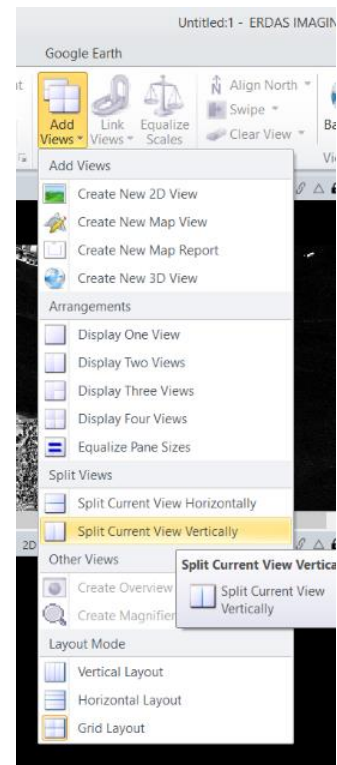 Untitled:1 - ERDAS IMAGIN
Google Earth
Add Views
Link Views
Equalize Scales
Align North
Swipe
Clear View
Ba
Vi
Add Views
Create New 2D View
Create New Map View
Create New Map Report
Create New 3D View
Arrangements
Display One View
Display Two Views
Display Three Views
Display Four Views
Equalize Pane Sizes
Split Views
Split Current View Horizontally
Split Current View Vertically
2D
Other Views
Split Current View Vertica
Create Overview
Split Current View
Vertically
Create Magnifier
Layout Mode
Vertical Layout
Horizontal Layout
Grid Layout